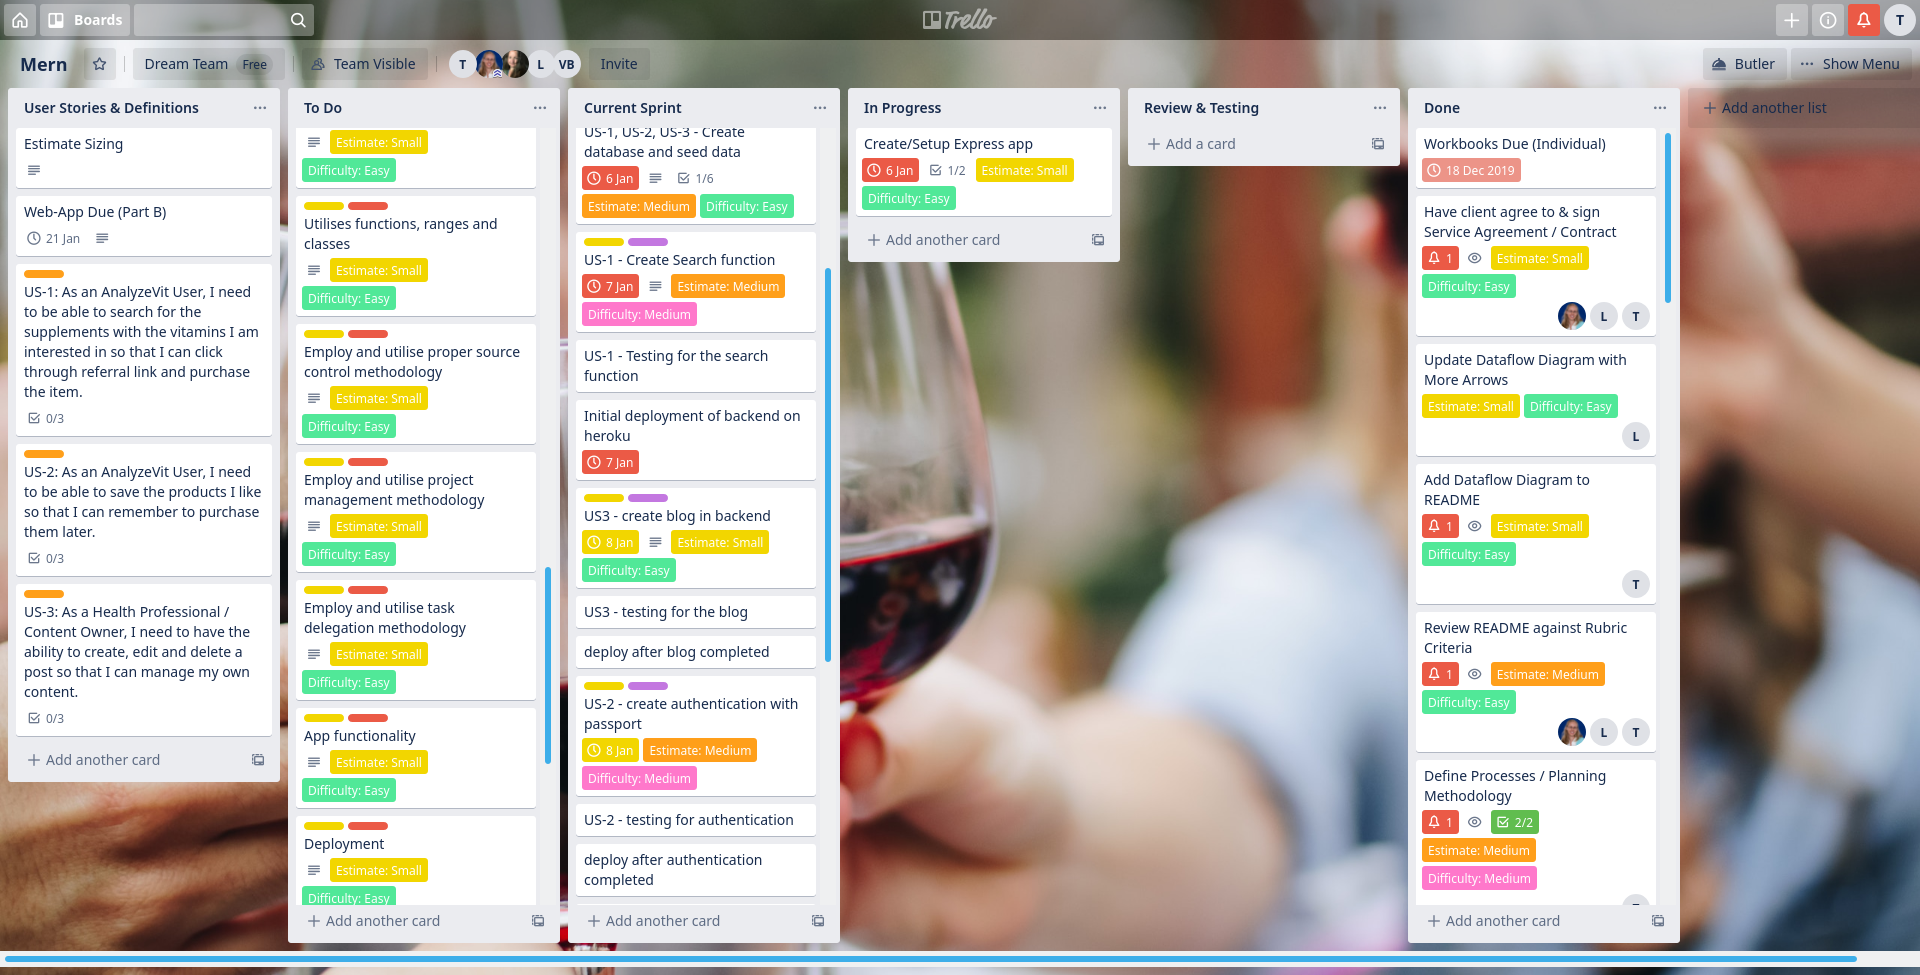 Boards
Trello
T
Mern
Dream Team Free
Team Visible
T
L
VB
Invite
Butler
Show Menu
User Stories & Definitions
Estimate Sizing
Web-App Due (Part B)
21 Jan
US-1: As an AnalyzeVit User, I need
to be able to search for the
supplements with the vitamins I am
interested in so that I can click
through referral link and purchase
the item.
0/3
US-2: As an AnalyzeVit User, I need
to be able to save the products I like
so that I can remember to purchase
them later.
0/3
US-3: As a Health Professional /
Content Owner, I need to have the
ability to create, edit and delete a
post so that I can manage my own
content.
0/3
Add another card
To Do
Estimate: Small
Difficulty: Easy
Utilises functions, ranges and
classes
Estimate: Small
Difficulty: Easy
Employ and utilise proper source
control methodology
Estimate: Small
Difficulty: Easy
Employ and utilise project
management methodology
Estimate: Small
Difficulty: Easy
Employ and utilise task
delegation methodology
Estimate: Small
Difficulty: Easy
App functionality
Estimate: Small
Difficulty: Easy
Deployment
Estimate: Small
Difficulty: Easy
Add another card
Current Sprint
US-1, US-2, US-3 - Create
database and seed data
6 Jan 1/6
Estimate: Medium Difficulty: Easy
US-1 - Create Search function
7 Jan Estimate: Medium
Difficulty: Medium
US-1 - Testing for the search
function
Initial deployment of backend on
heroku
7 Jan
US3 - create blog in backend
8 Jan Estimate: Small
Difficulty: Easy
US3 - testing for the blog
deploy after blog completed
US-2 - create authentication with
passport
8 Jan Estimate: Medium
Difficulty: Medium
US-2 - testing for authentication
deploy after authentication
completed
Add another card
In Progress
Create/Setup Express app
6 Jan 1/2 Estimate: Small
Difficulty: Easy
Add another card
Review & Testing
Add a card
Done
Workbooks Due (Individual)
18 Dec 2019
Have client agree to & sign
Service Agreement / Contract
1 Estimate: Small
Difficulty: Easy
L T
Update Dataflow Diagram with
More Arrows
Estimate: Small Difficulty: Easy
L
Add Dataflow Diagram to
README
1 Estimate: Small
Difficulty: Easy
T
Review README against Rubric
Criteria
1 Estimate: Medium
Difficulty: Easy
L T
Define Processes / Planning
Methodology
1 2/2
Estimate: Medium
Difficulty: Medium
Add another card
Add another list